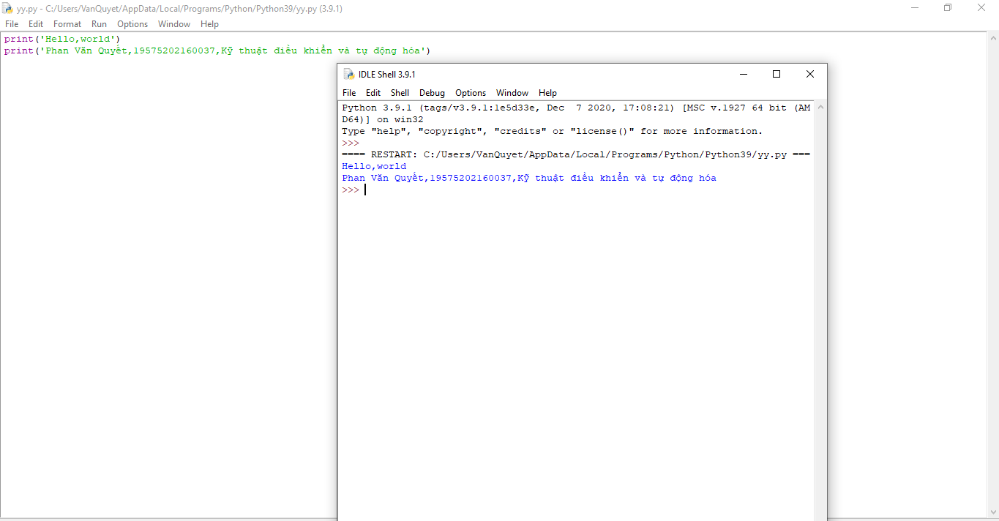 yy.py - C:/Users/VanQuyet/AppData/Local/Programs/Python/Python39/yy.py (3.9.1)
File Edit Format Run Options Window Help
print('Hello,world')
print('Phan Văn Quyết,19575202160037,Kỹ thuật điều khiển và tự động hóa')
IDLE Shell 3.9.1
File Edit Shell Debug Options Window Help
Python 3.9.1 (tags/v3.9.1:1e5d33e, Dec  7 2020, 17:08:21) [MSC v.1927 64 bit (AM
D64)] on win32
Type "help", "copyright", "credits" or "license()" for more information.
>>>
==== RESTART: C:/Users/VanQuyet/AppData/Local/Programs/Python/Python39/yy.py ===
Hello,world
Phan Văn Quyết,19575202160037,Kỹ thuật điều khiển và tự động hóa
>>>